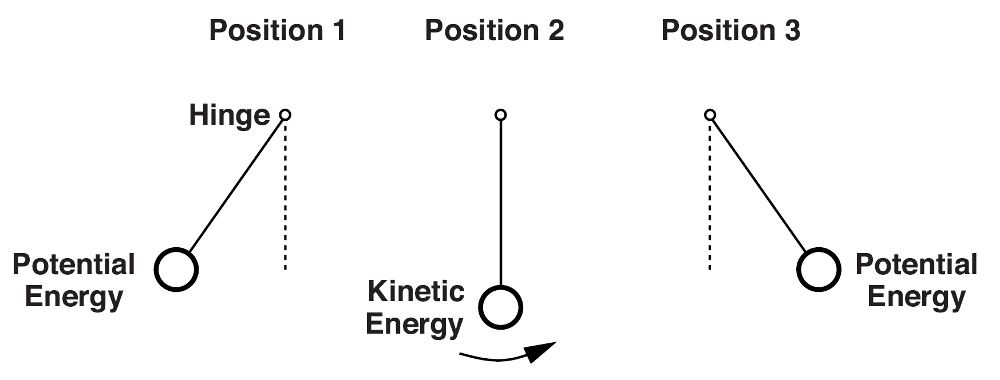 Position 1
Position 2
Position 3
Hinge
Potential
Energy
Kinetic
Energy
Potential
Energy